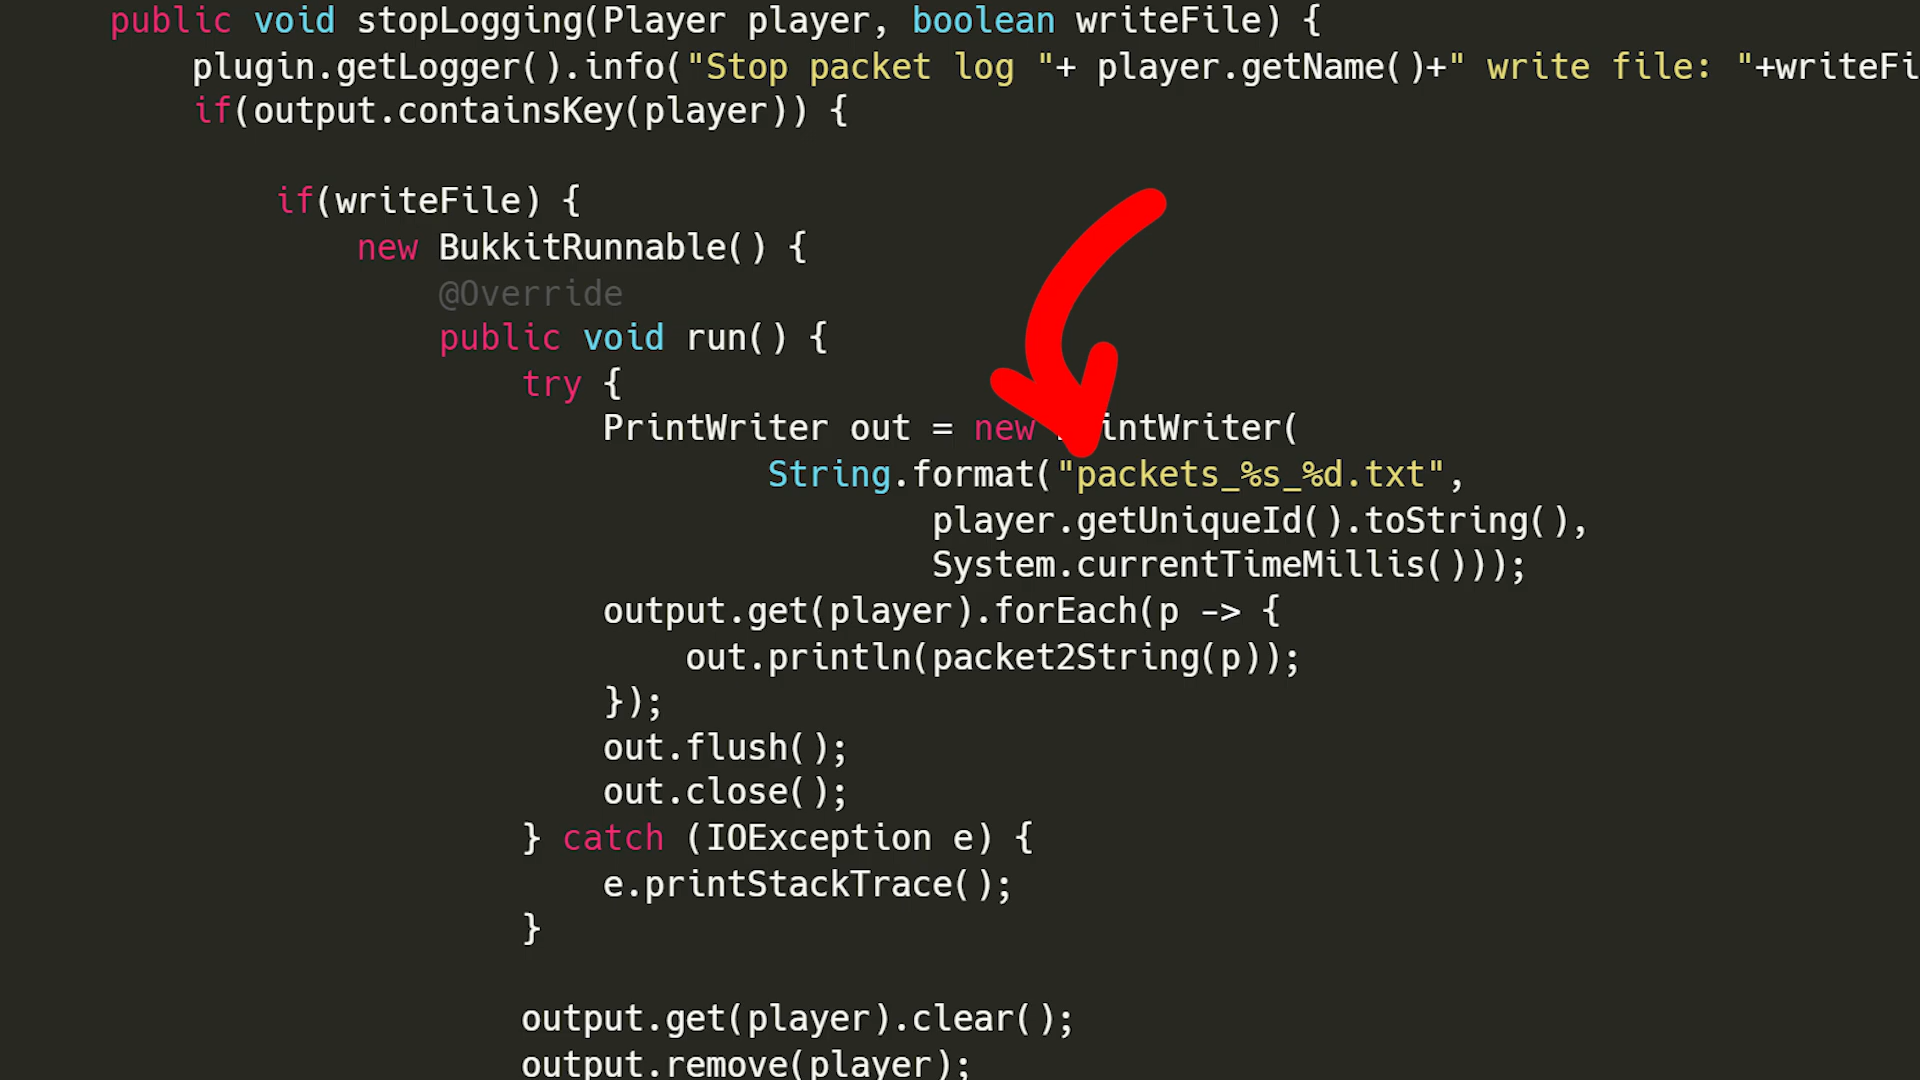 public void stopLogging(Player player, boolean writeFile) {
plugin.getLogger().info("Stop packet log "+ player.getName()+" write file: "+writeFi
if(output.containsKey(player)) {
if(writeFile) {
new BukkitRunnable() {
@Override
public void run() {
try {
PrintWriter out = new intWriter(
String.format("packets_%s_%d.txt",
player.getUniqueId().toString(),
System.currentTimeMillis()));
output.get(player).forEach(p -> {
out.println(packet2String(p));
});
out.flush();
out.close();
} catch (IOException e) {
e.printStackTrace();
}
output.get(player).clear();
output.remove(player);